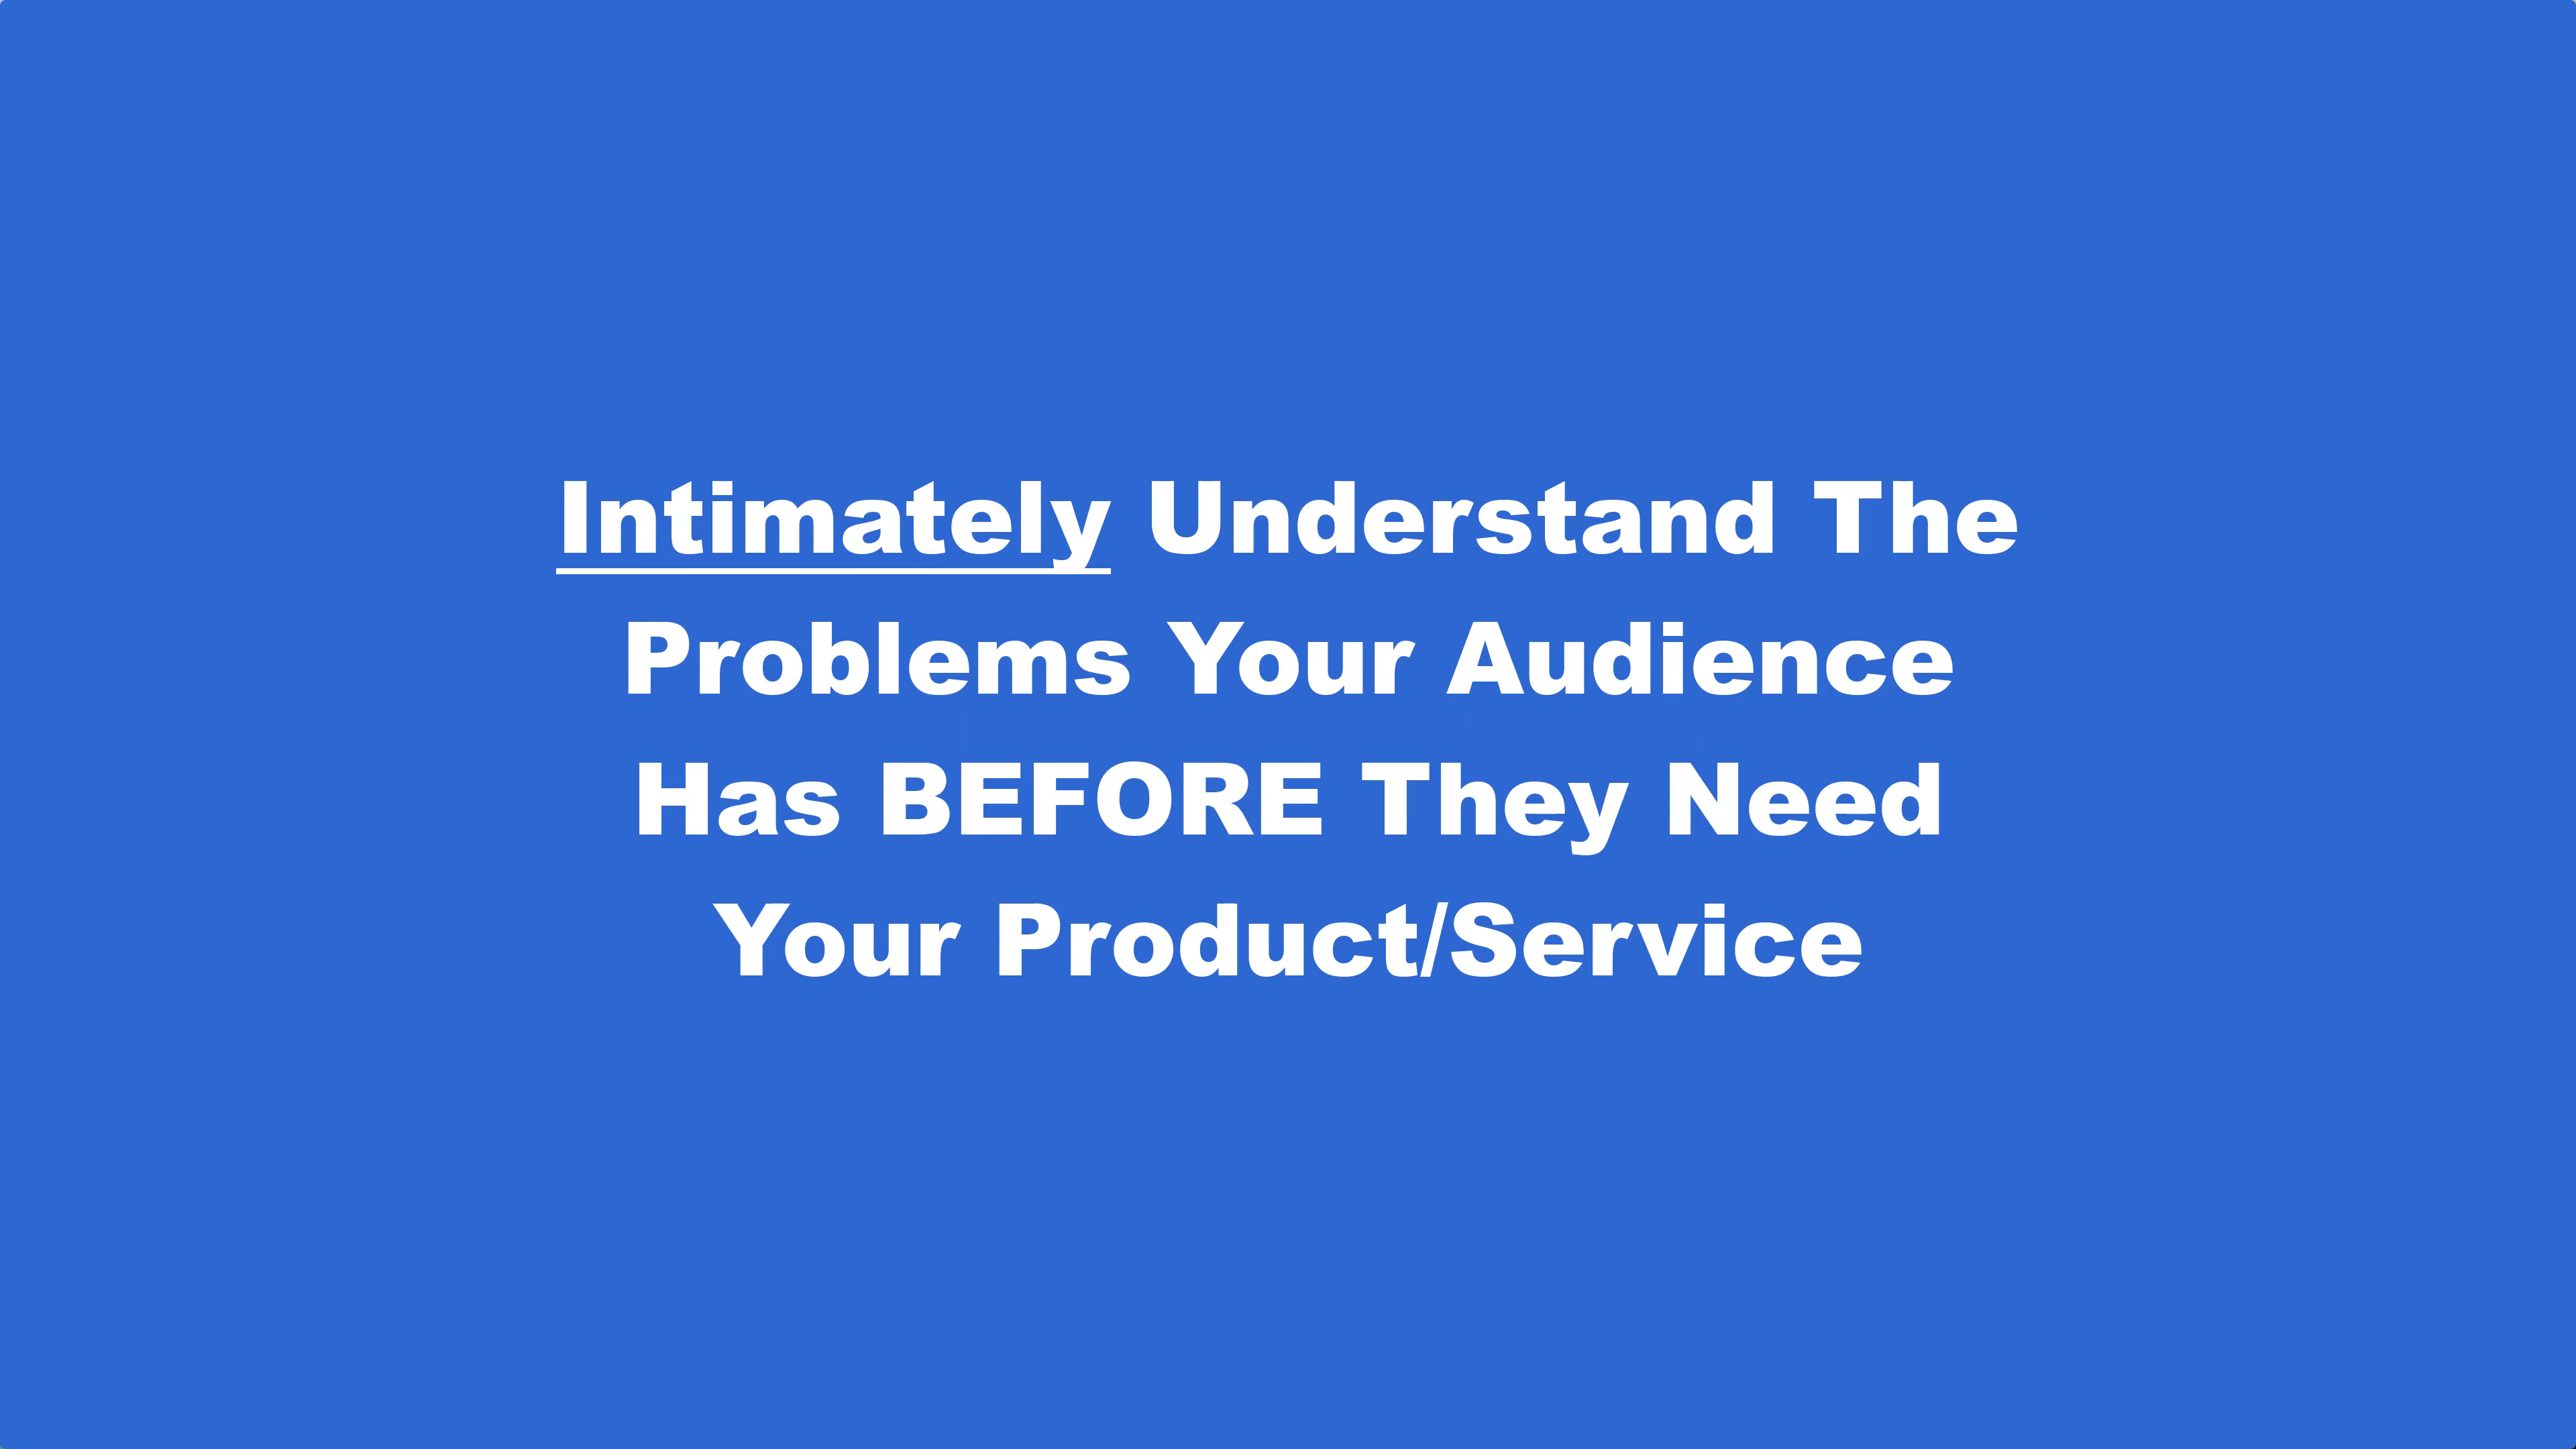 Intimately Understand The
Problems Your Audience
Has BEFORE They Need
Your Product/Service